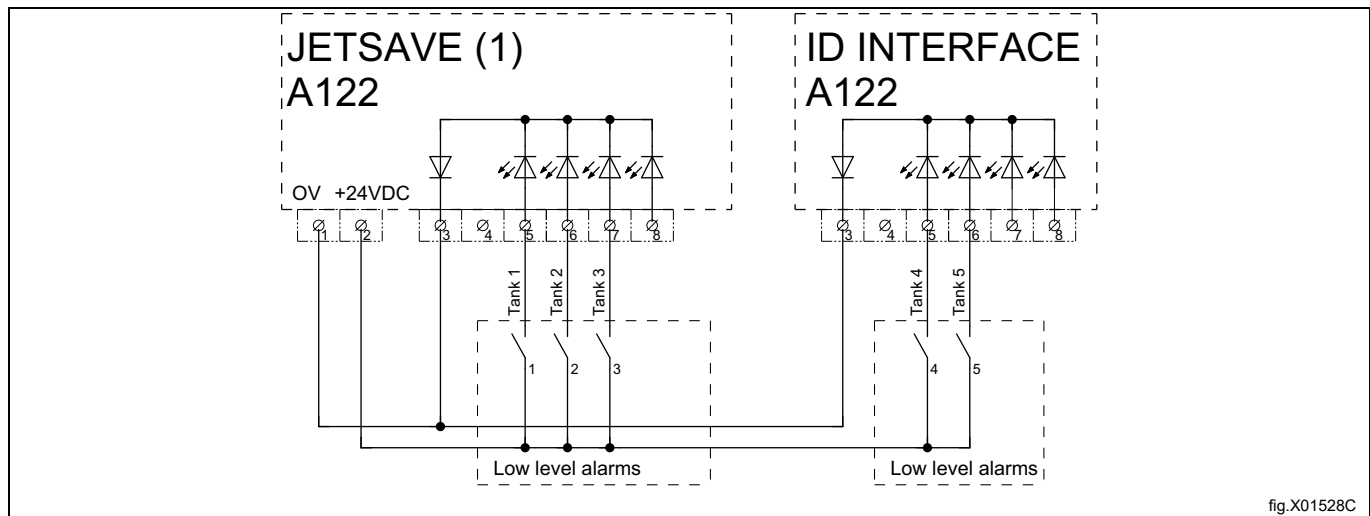 JETSAVE (1)
A122
ID INTERFACE
A122
OV +24VDC
1 2 3 4 5 6 7 8
3 4 5 6 7 8
Tank 1
Tank 2
Tank 3
Tank 4
Tank 5
1 2 3
4 5
Low level alarms
Low level alarms
fig.X01528C